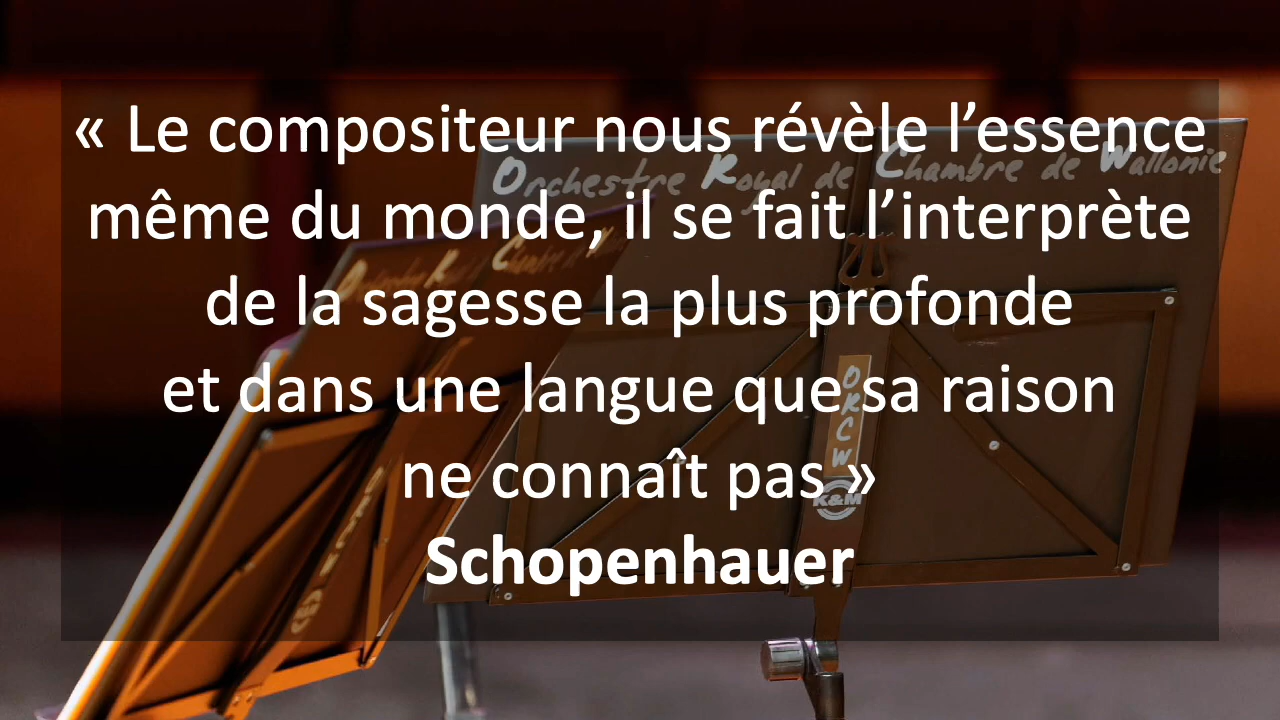 « Le compositeur nous révèle l’essence
même du monde, il se fait l’interprète
de la sagesse la plus profonde
et dans une langue que sa raison
ne connaît pas »
Schopenhauer
Orchestre Royal de Chambre de Wallonie
ORCW
K&M